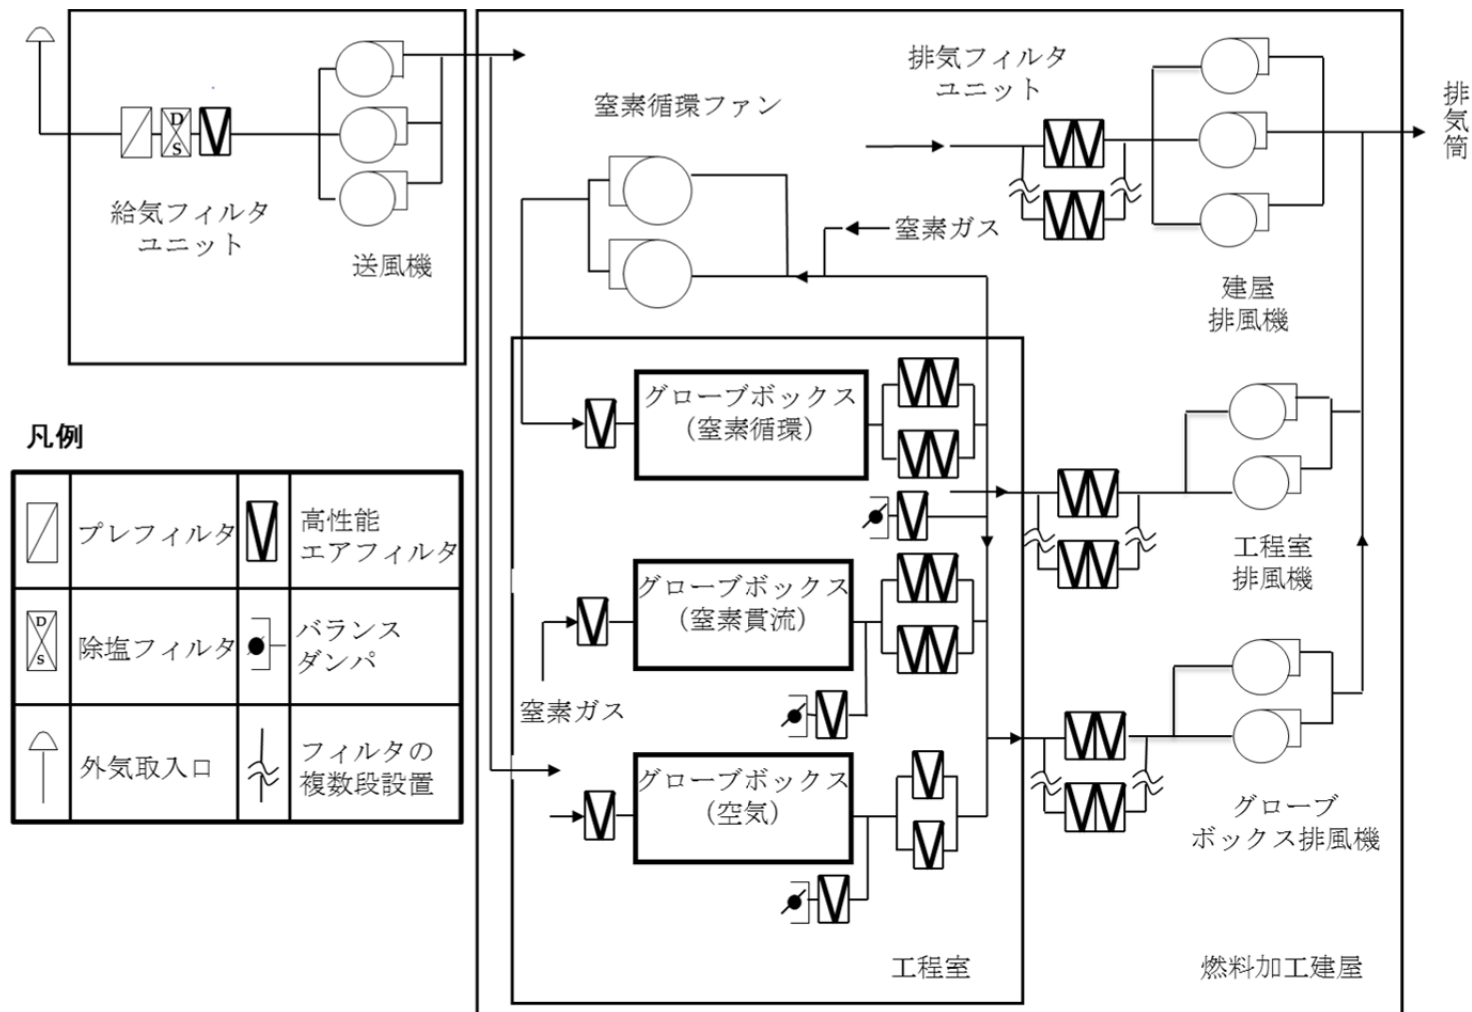 D
S
給気フィルタ
ユニット
送風機
窒素循環ファン
排気フィルタ
ユニット
排気筒
窒素ガス
建屋
排風機
グローブボックス
(窒素循環)
工程室
排風機
グローブボックス
(窒素貫流)
窒素ガス
グローブボックス
(空気)
グローブ
ボックス排風機
工程室
燃料加工建屋
凡例
プレフィルタ
高性能
エアフィルタ
D
S
除塩フィルタ
バランス
ダンパ
外気取入口
フィルタの
複数段設置